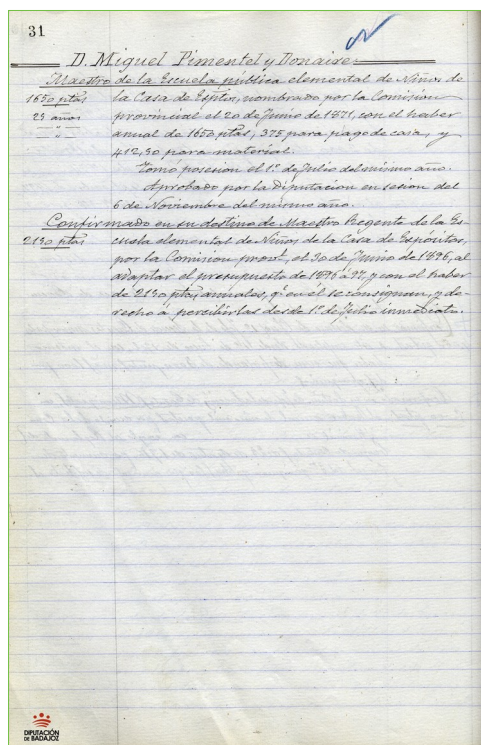 31
D. Miguel Pimentel y Donaire
Maestro de la Escuela pública elemental de Niños de
1650 ptas la Casa de Espitos, nombrado por la Comision
25 años provincial el 20 de Junio de 1871, con el haber
— " — anual de 1650 ptas, 375 para pago de casa, y
412,50 para material.
Tomó posesion el 1º de Julio del mismo año.
Aprobado por la Diputacion en sesion del
6 de Noviembre del mismo año.
Confirmado en su destino de Maestro Regente de la Es-
2150 ptas cuela elemental de Niños, de la Casa de Expósitos,
por la Comision provl, el 30 de Junio de 1896, al
adaptar el presupuesto de 1896 á 97, y con el haber
de 2150 ptas, anuales, q.e en él se consignan, y de-
recho á percibirlas desde 1º de Julio inmediato.
DIPUTACIÓN
DE BADAJOZ